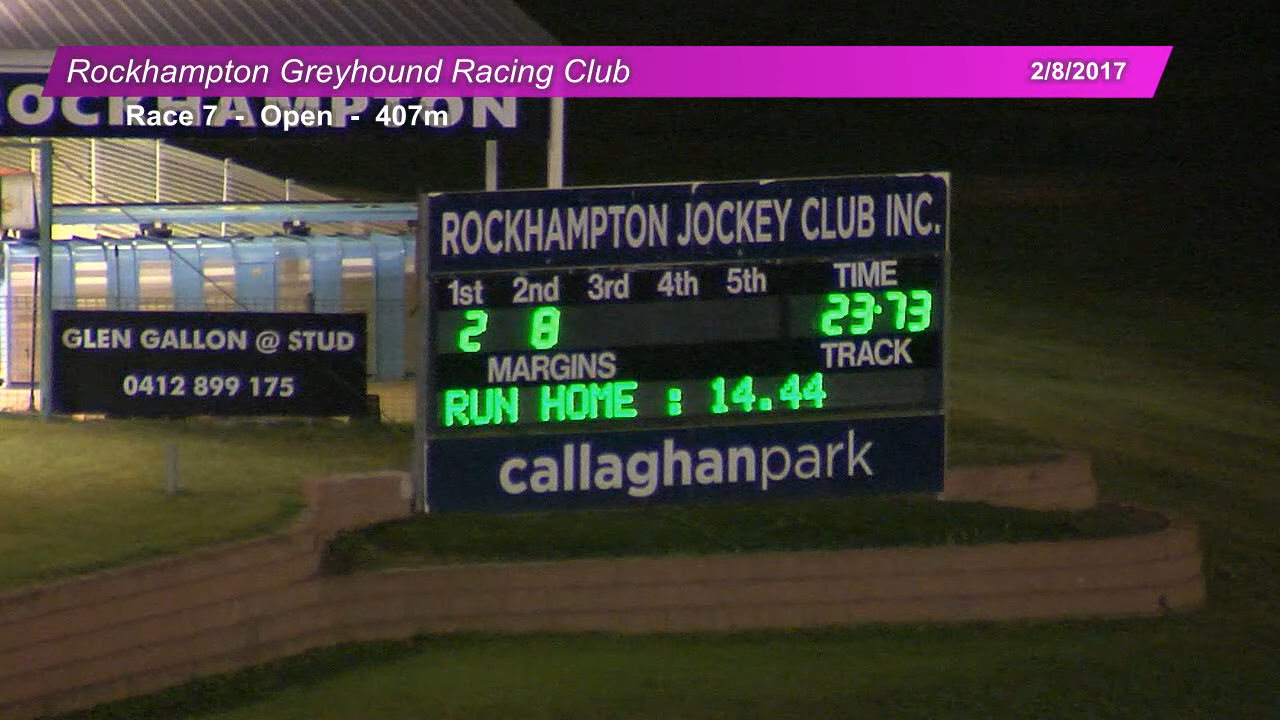 Rockhampton Greyhound Racing Club
2/8/2017
Race 7 - Open - 407m
ROCKHAMPTON
ROCKHAMPTON JOCKEY CLUB INC.
1st 2nd 3rd 4th 5th TIME
2 8 23.73
MARGINS TRACK
RUN HOME : 14.44
callaghanpark
GLEN GALLON @ STUD
0412 899 175